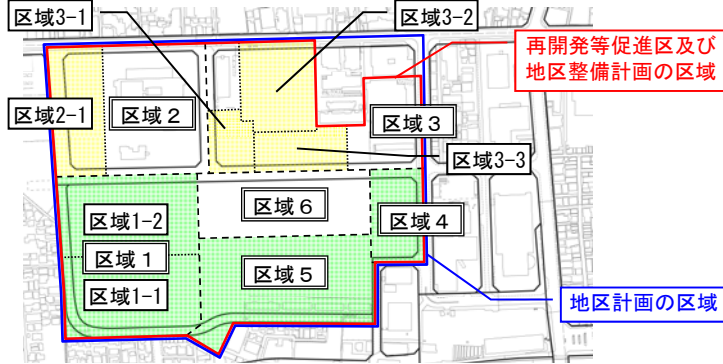 区域3-1
区域3-2
再開発等促進区及び
地区整備計画の区域
区域2-1
区域２
区域３
区域3-3
区域1-2
区域６
区域４
区域１
区域５
区域1-1
地区計画の区域